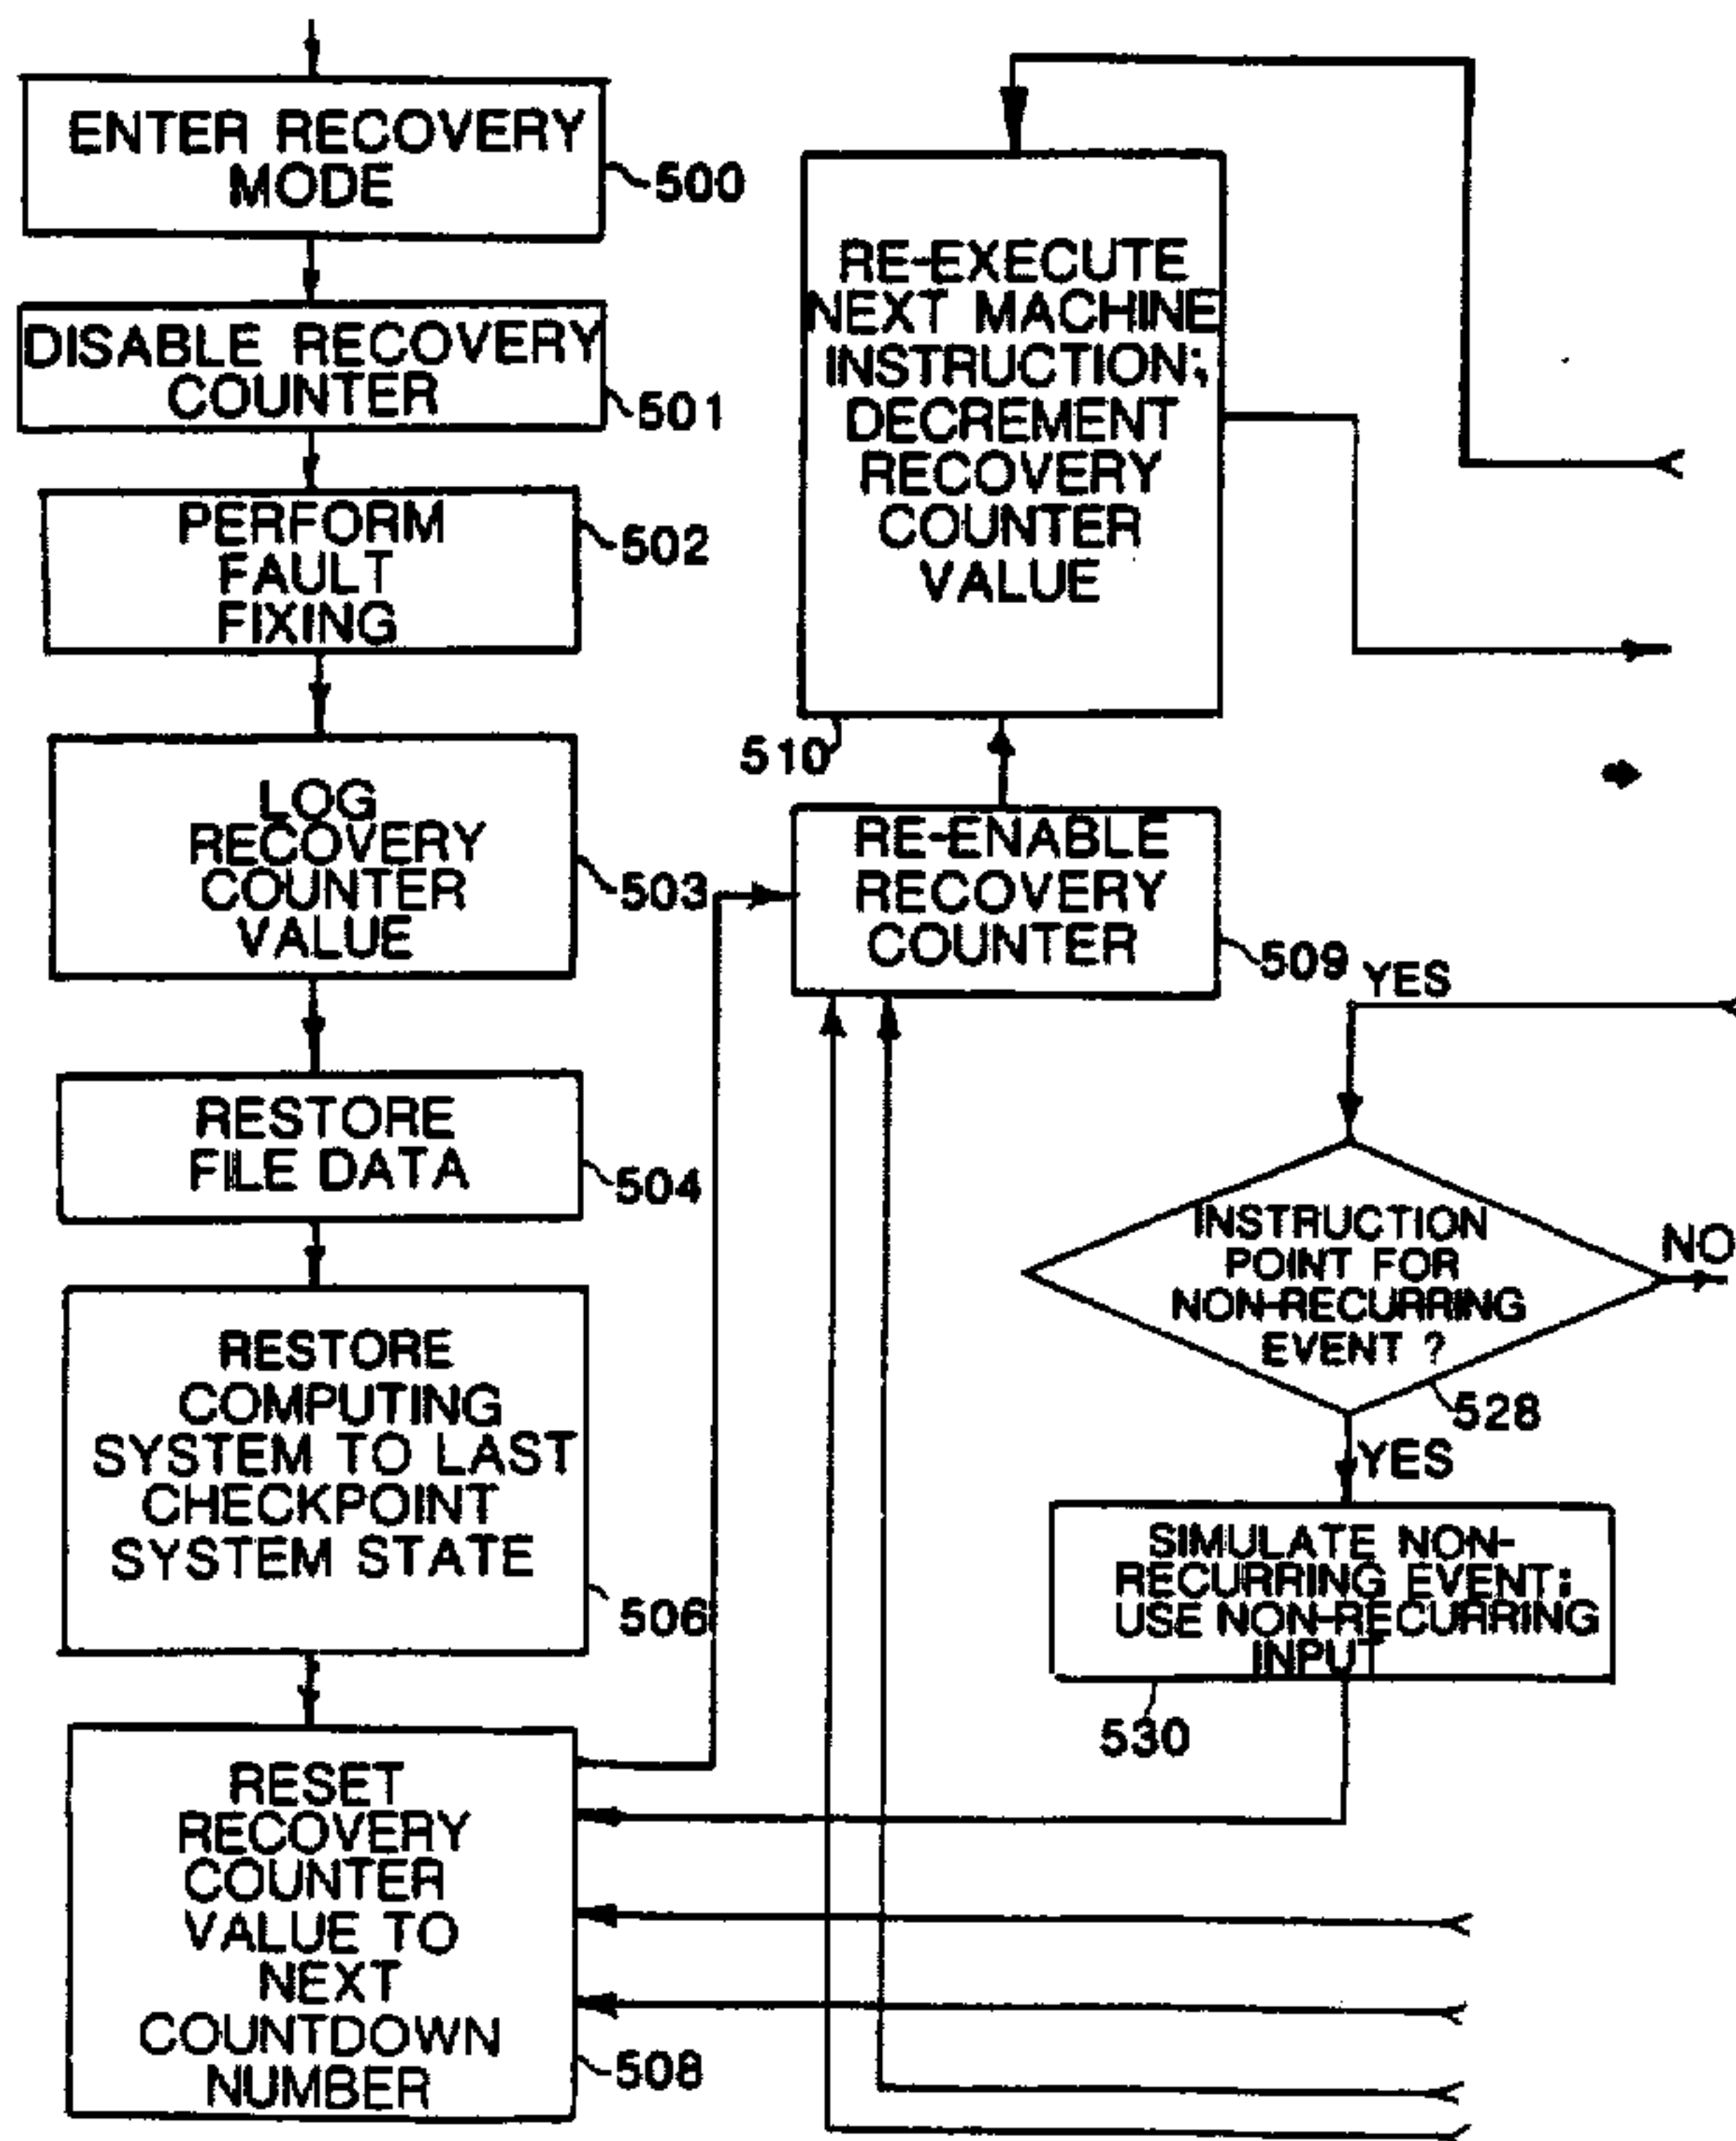 ENTER RECOVERY
MODE
500
DISABLE RECOVERY
COUNTER
501
PERFORM
FAULT
FIXING
502
LOG
RECOVERY
COUNTER
VALUE
503
RESTORE
FILE DATA
504
RESTORE
COMPUTING
SYSTEM TO LAST
CHECKPOINT
SYSTEM STATE
506
RESET
RECOVERY
COUNTER
VALUE TO
NEXT
COUNTDOWN
NUMBER
508
RE-EXECUTE
NEXT MACHINE
INSTRUCTION;
DECREMENT
RECOVERY
COUNTER
VALUE
510
RE-ENABLE
RECOVERY
COUNTER
509
YES
INSTRUCTION
POINT FOR
NON-RECURRING
EVENT ?
NO
528
YES
SIMULATE NON-
RECURRING EVENT;
USE NON-RECURRING
INPUT
530